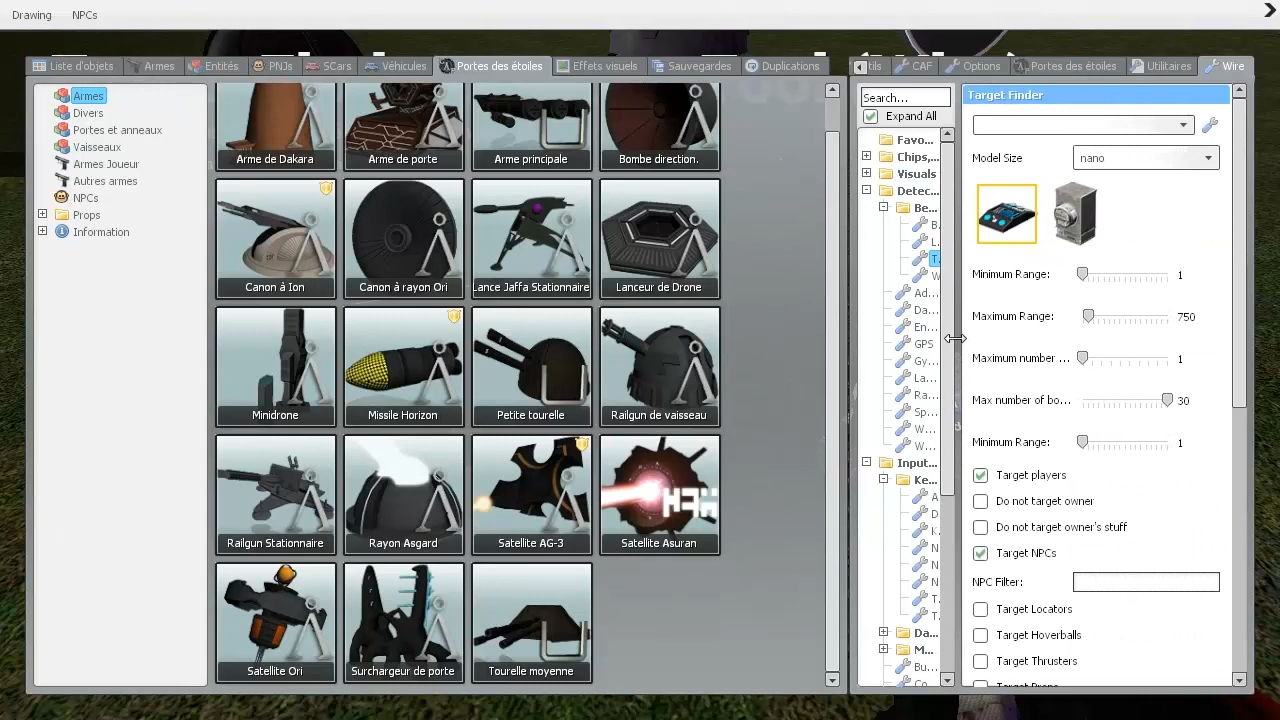 Drawing NPCs
Liste d'objets Armes Entités PNJs SCars Véhicules Portes des étoiles Effets visuels Sauvegardes Duplications
tils CAF Options Portes des étoiles Utilitaires Wire
Armes
Divers
Portes et anneaux
Vaisseaux
Armes Joueur
Autres armes
NPCs
Props
Information
Arme de Dakara Arme de porte Arme principale Bombe direction.
Canon à Ion Canon à rayon Ori Lance Jaffa Stationnaire Lanceur de Drone
Minidrone Missile Horizon Petite tourelle Railgun de vaisseau
Railgun Stationnaire Rayon Asgard Satellite AG-3 Satellite Asuran
Satellite Ori Surchargeur de porte Tourelle moyenne
Search...
Expand All
Favo...
Chips,...
Visuals
Detec...
Be...
B.
L.
T.
W
Ad...
Da...
En...
GPS
Gy...
La...
Ra...
Sp...
W...
W...
Input...
Ke...
A
D
K.
N
N
N
T.
T.
Da...
M...
Bu...
Co
Target Finder
Model Size nano
Minimum Range: 1
Maximum Range: 750
Maximum number ... 1
Max number of bo... 30
Minimum Range: 1
Target players
Do not target owner
Do not target owner's stuff
Target NPCs
NPC Filter:
Target Locators
Target Hoverballs
Target Thrusters